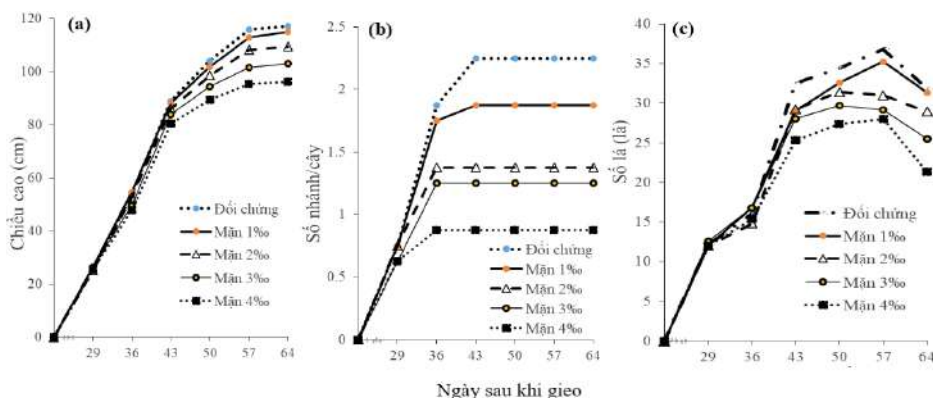 (a)
Chiều cao (cm)
120
100
80
60
40
20
0
29 36 43 50 57 64
Đối chứng
Mặn 1‰
Mặn 2‰
Mặn 3‰
Mặn 4‰
(b)
Số nhánh/cây
2.5
2
1.5
1
0.5
0
29 36 43 50 57 64
Đối chứng
Mặn 1‰
Mặn 2‰
Mặn 3‰
Mặn 4‰
(c)
Số lá (lá)
40
35
30
25
20
15
10
5
0
29 36 43 50 57 64
Đối chứng
Mặn 1‰
Mặn 2‰
Mặn 3‰
Mặn 4‰
Ngày sau khi gieo